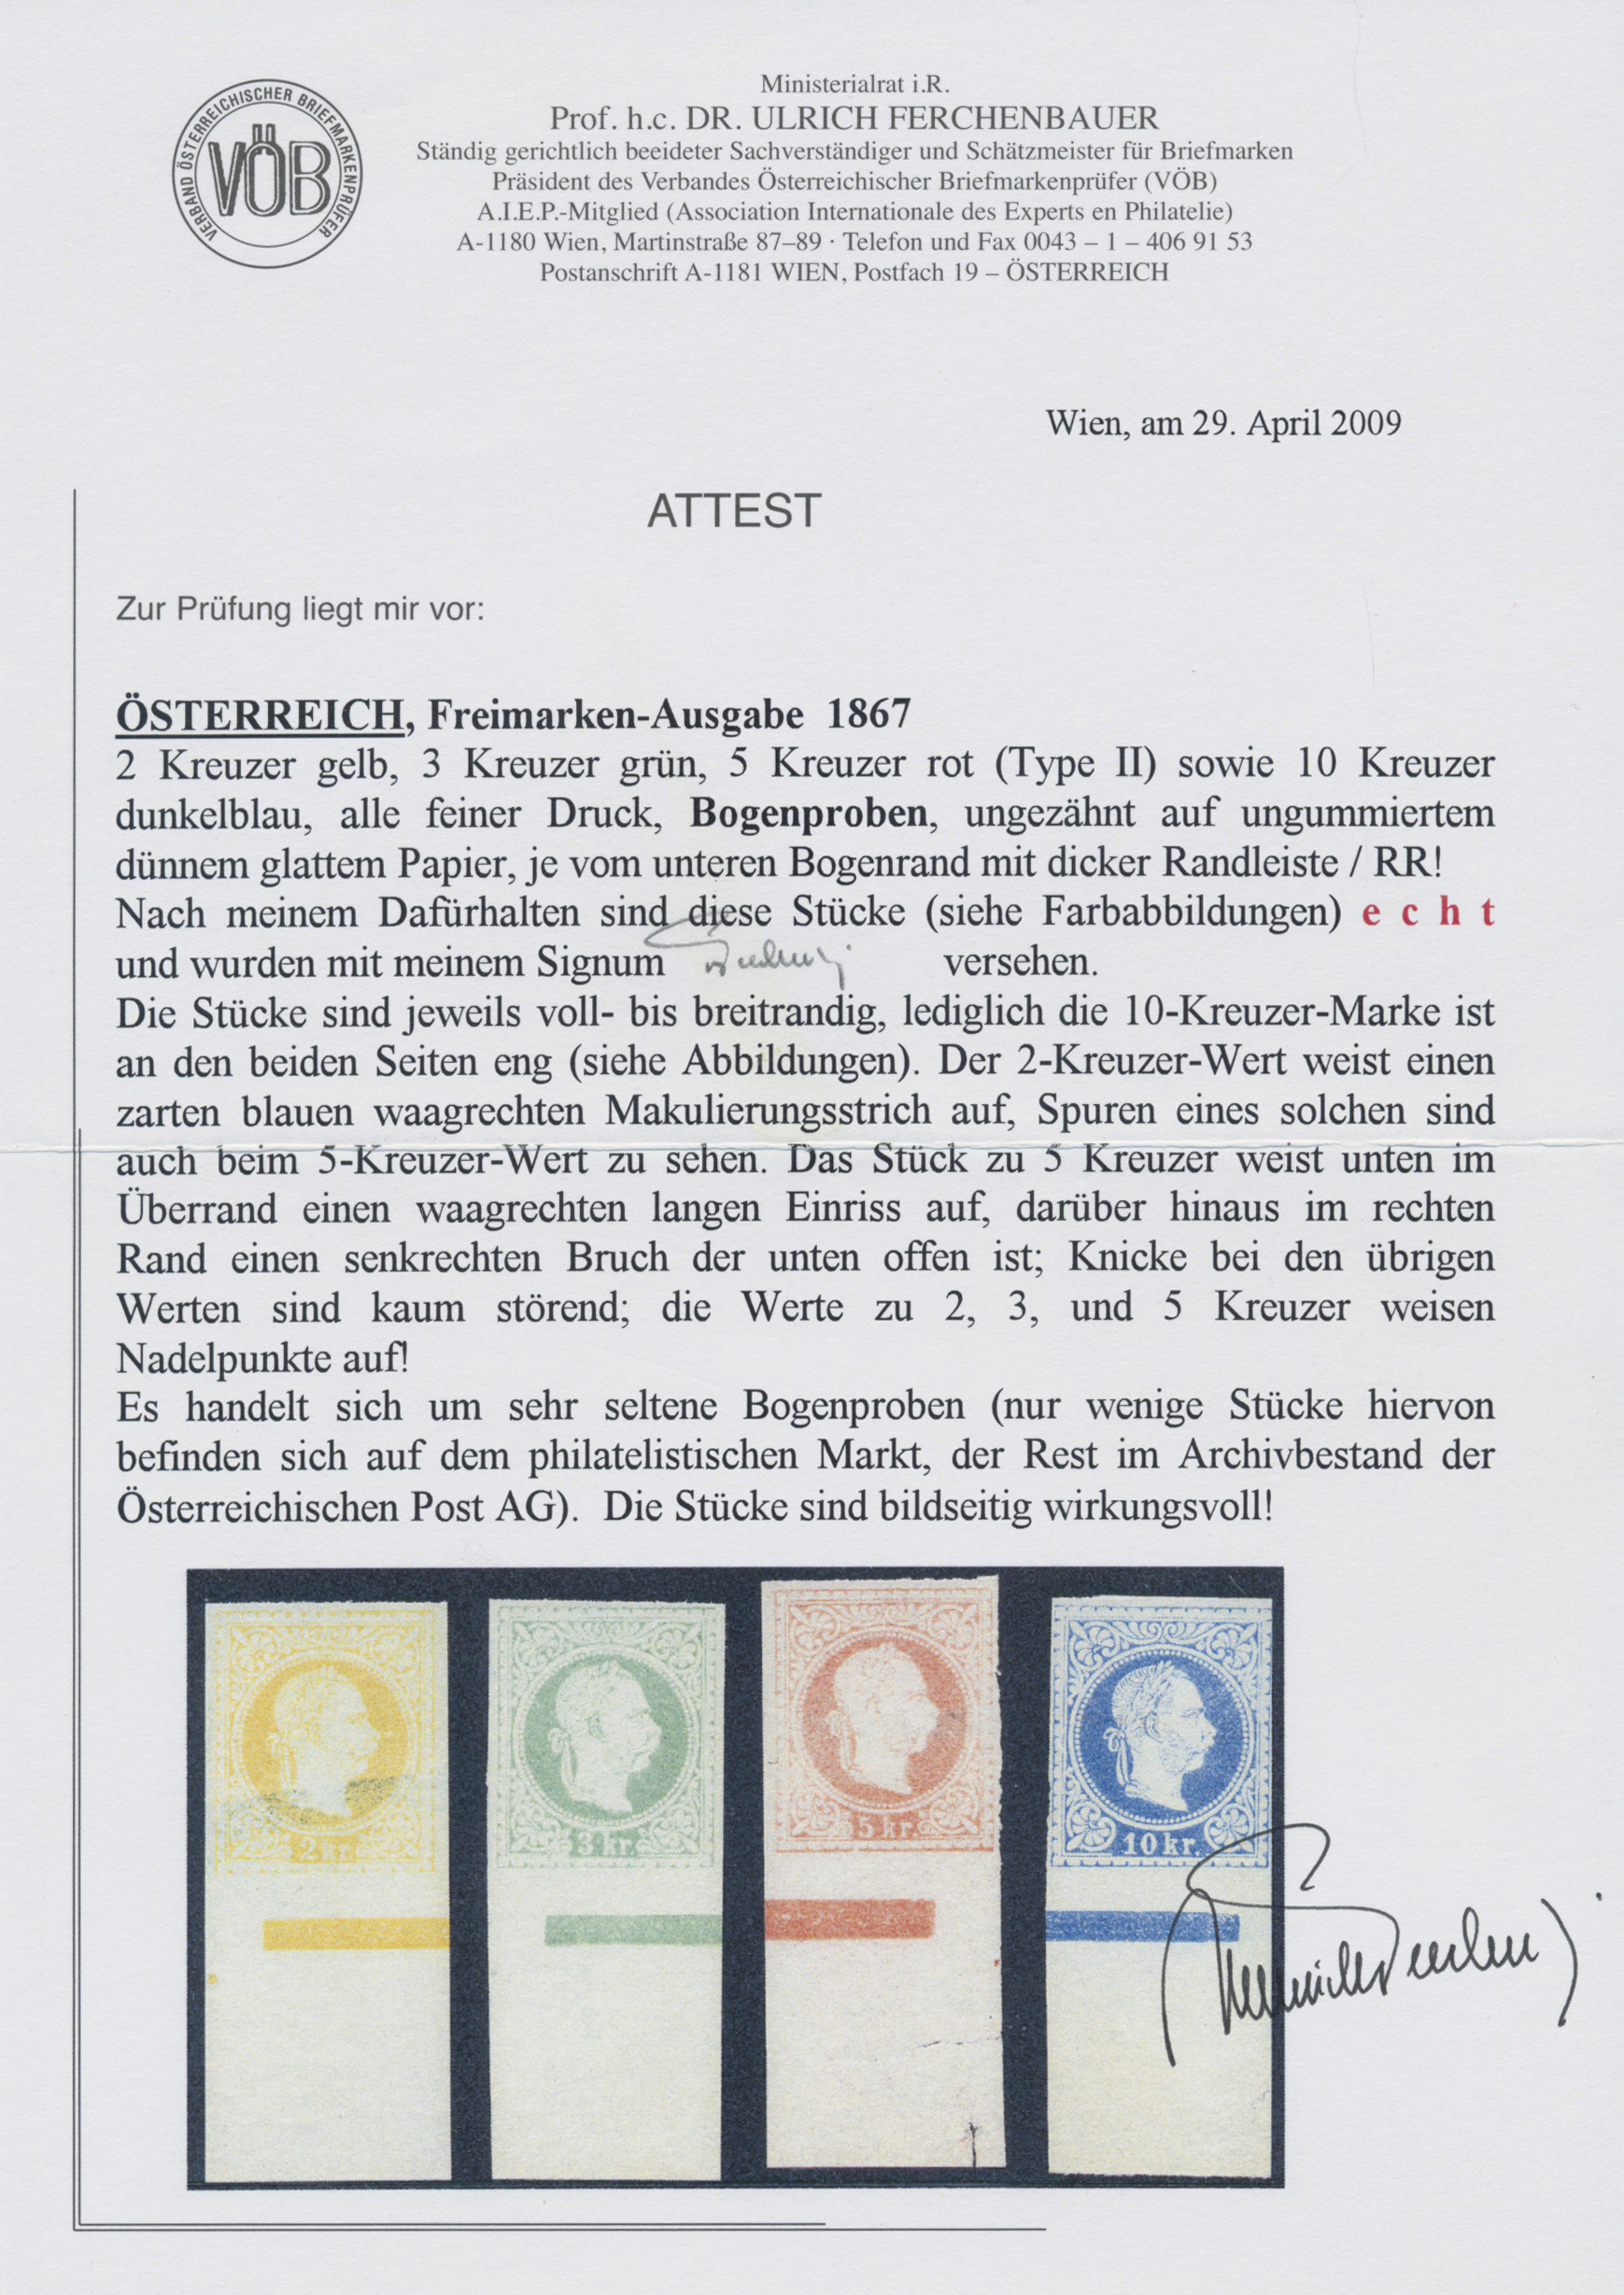 VERBAND ÖSTERREICHISCHER BRIEFMARKENPRÜFER
VÖB
Ministerialrat i.R.
Prof. h.c. DR. ULRICH FERCHENBAUER
Ständig gerichtlich beeideter Sachverständiger und Schätzmeister für Briefmarken
Präsident des Verbandes Österreichischer Briefmarkenprüfer (VÖB)
A.I.E.P.-Mitglied (Association Internationale des Experts en Philatelie)
A-1180 Wien, Martinstraße 87–89 · Telefon und Fax 0043 – 1 – 406 91 53
Postanschrift A-1181 WIEN, Postfach 19 – ÖSTERREICH
Wien, am 29. April 2009
ATTEST
Zur Prüfung liegt mir vor:
ÖSTERREICH, Freimarken-Ausgabe 1867
2 Kreuzer gelb, 3 Kreuzer grün, 5 Kreuzer rot (Type II) sowie 10 Kreuzer
dunkelblau, alle feiner Druck, Bogenproben, ungezähnt auf ungummiertem
dünnem glattem Papier, je vom unteren Bogenrand mit dicker Randleiste / RR!
Nach meinem Dafürhalten sind diese Stücke (siehe Farbabbildungen) e c h t
und wurden mit meinem Signum versehen.
Die Stücke sind jeweils voll- bis breitrandig, lediglich die 10-Kreuzer-Marke ist
an den beiden Seiten eng (siehe Abbildungen). Der 2-Kreuzer-Wert weist einen
zarten blauen waagrechten Makulierungsstrich auf, Spuren eines solchen sind
auch beim 5-Kreuzer-Wert zu sehen. Das Stück zu 5 Kreuzer weist unten im
Überrand einen waagrechten langen Einriss auf, darüber hinaus im rechten
Rand einen senkrechten Bruch der unten offen ist; Knicke bei den übrigen
Werten sind kaum störend; die Werte zu 2, 3, und 5 Kreuzer weisen
Nadelpunkte auf!
Es handelt sich um sehr seltene Bogenproben (nur wenige Stücke hiervon
befinden sich auf dem philatelistischen Markt, der Rest im Archivbestand der
Österreichischen Post AG). Die Stücke sind bildseitig wirkungsvoll!
2 kr.
3 kr.
5 kr.
10 kr.